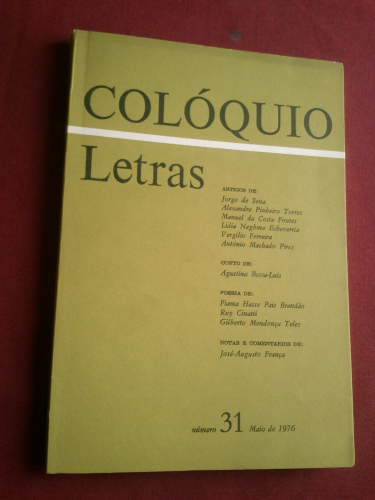 COLÓQUIO
Letras
ARTIGOS DE:
Jorge de Sena
Alexandre Pinheiro Torres
Manuel da Costa Fontes
Lídia Neghme Echeverría
Vergílio Ferreira
António Machado Pires
CONTO DE:
Agustina Bessa-Luís
POESIA DE:
Fiama Hasse Pais Brandão
Ruy Cinatti
Gilberto Mendonça Teles
NOTAS E COMENTÁRIOS DE:
José-Augusto França
número 31 Maio de 1976